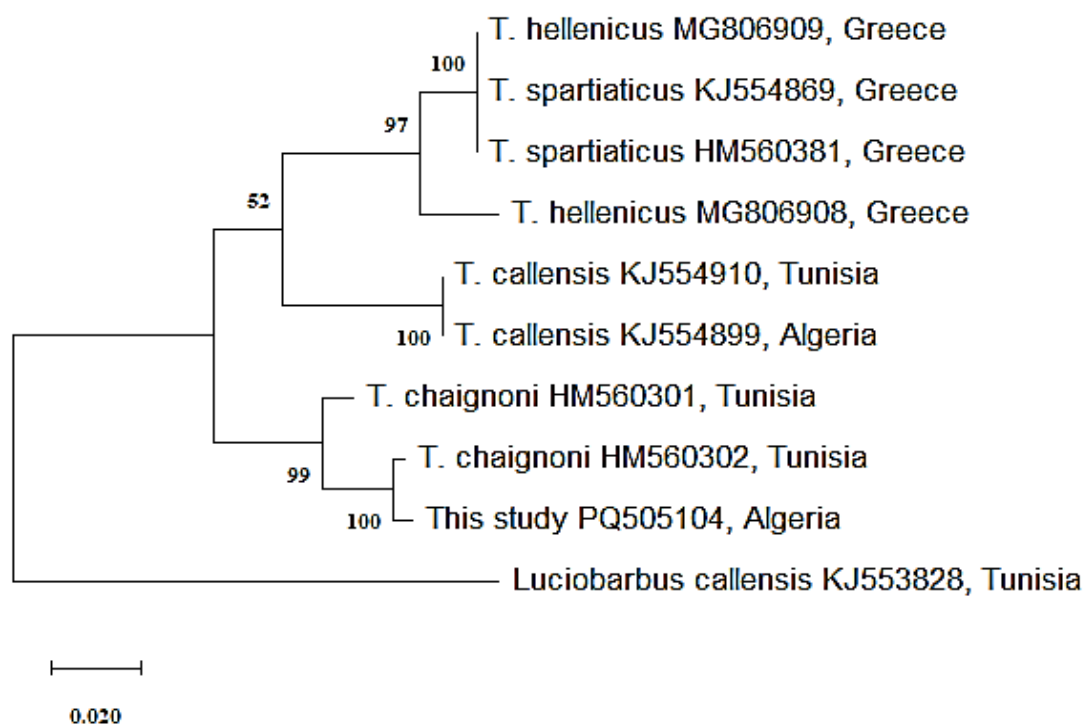 T. hellenicus MG806909, Greece
100
T. spartiaticus KJ554869, Greece
97
T. spartiaticus HM560381, Greece
52
T. hellenicus MG806908, Greece
T. callensis KJ554910, Tunisia
100
T. callensis KJ554899, Algeria
T. chaignoni HM560301, Tunisia
T. chaignoni HM560302, Tunisia
99
100
This study PQ505104, Algeria
Luciobarbus callensis KJ553828, Tunisia
0.020